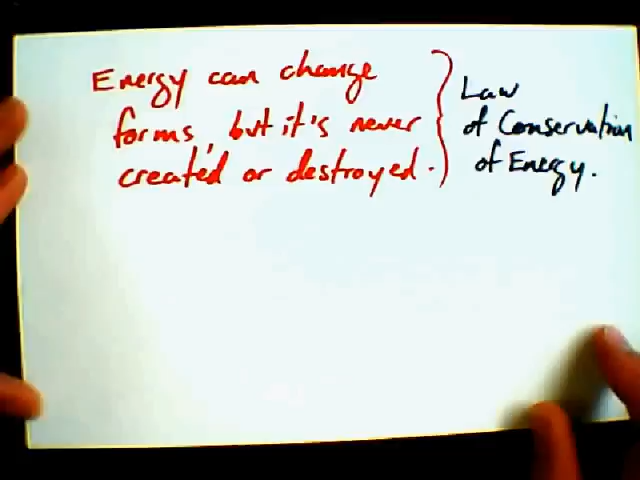 Energy can change
forms, but it's never
created or destroyed.
Law
of Conservation
of Energy.